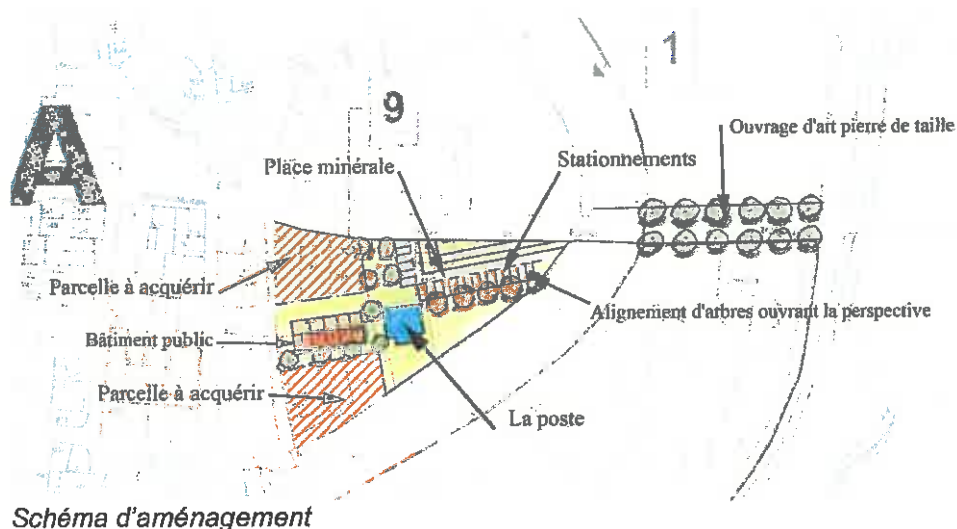 1
9
A
Ouvrage d'art pierre de taille
Place minérale
Stationnements
Parcelle à acquérir
Alignement d'arbres ouvrant la perspective
Bâtiment public
Parcelle à acquérir
La poste
Schéma d'aménagement